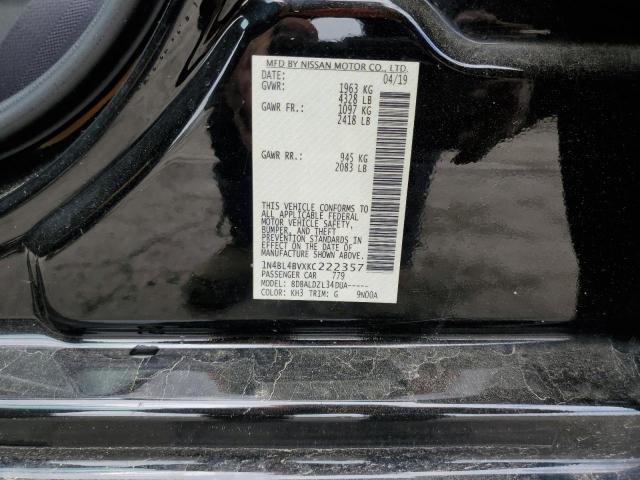 MFD BY NISSAN MOTOR CO., LTD.
DATE: 04/19
GVWR: 1963 KG
4328 LB
GAWR FR: 1097 KG
2418 LB
GAWR RR: 945 KG
2083 LB
THIS VEHICLE CONFORMS TO
ALL APPLICABLE FEDERAL
MOTOR VEHICLE SAFETY,
BUMPER, AND THEFT
PREVENTION STANDARDS IN
EFFECT ON THE DATE OF
MANUFACTURE SHOWN ABOVE.
1N4BL4BVXKC222357
PASSENGER CAR 779
MODEL: BDBALDZL34DUA-----
COLOR: KH3 TRIM: G 9N00A